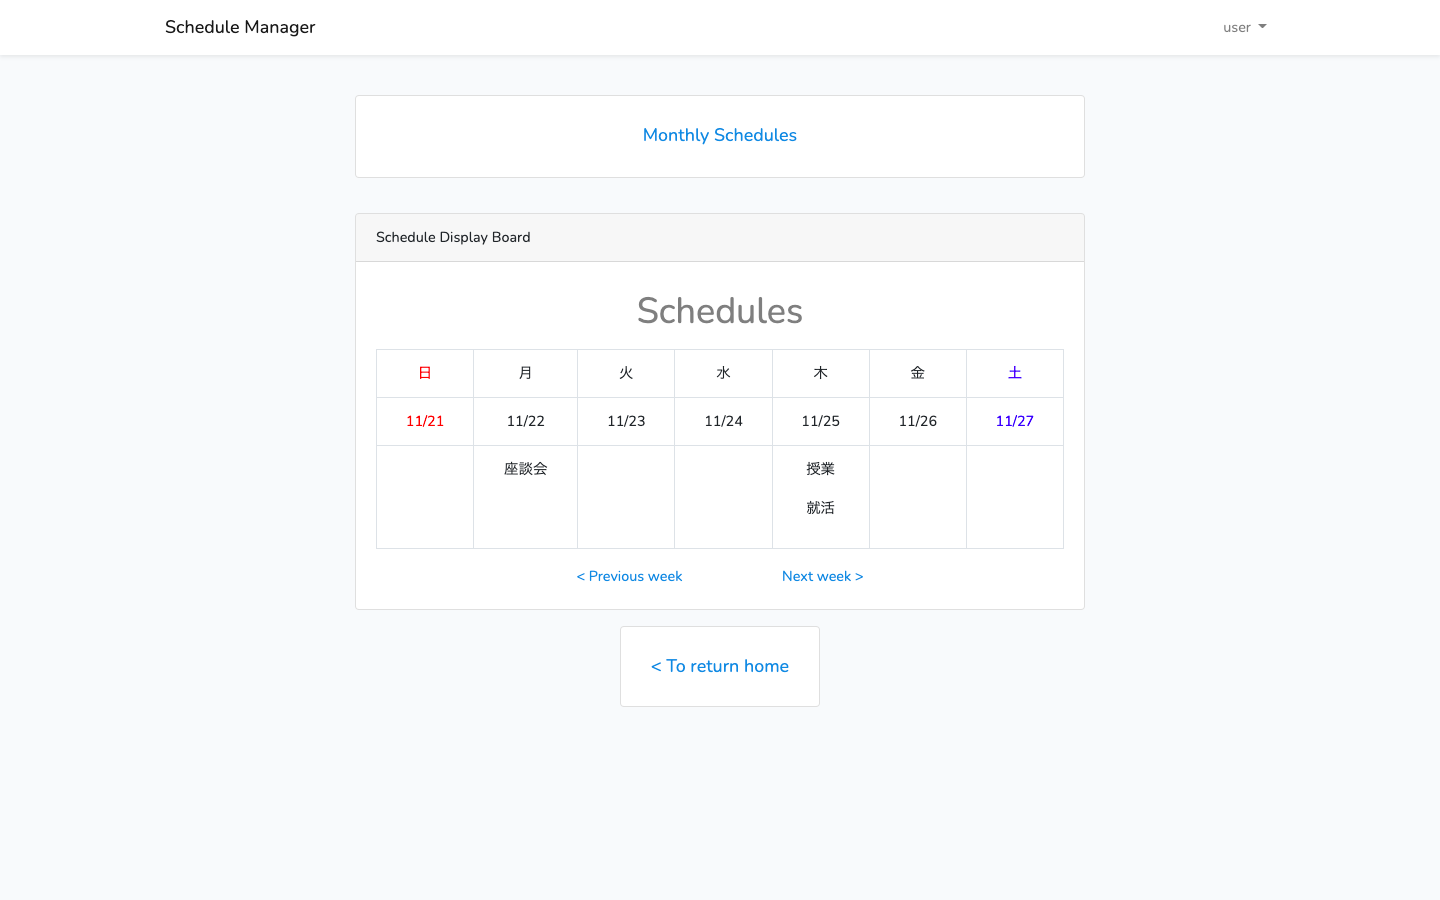 Schedule Manager
user
Monthly Schedules
Schedule Display Board
Schedules
日 月 火 水 木 金 土
11/21 11/22 11/23 11/24 11/25 11/26 11/27
座談会 授業
就活
< Previous week Next week >
< To return home